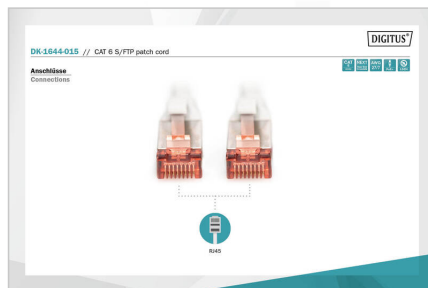 DIGITUS®
DK-1644-015 // CAT 6 S/FTP patch cord
Anschlüsse
Connections
RJ45